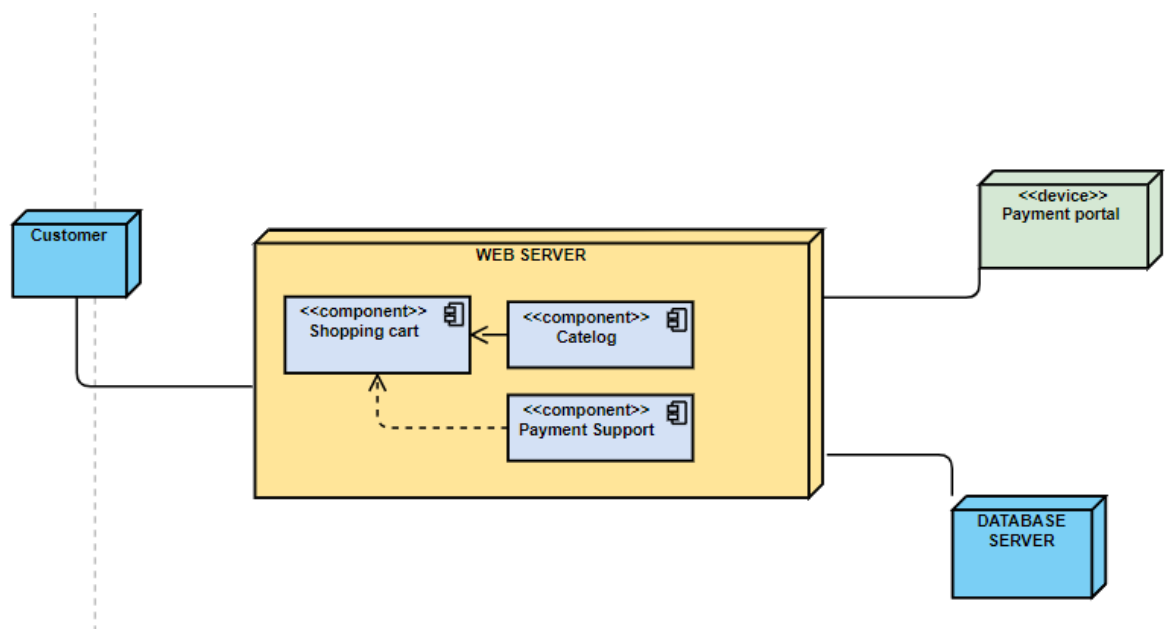 Customer
WEB SERVER
<<component>>
Shopping cart
<<component>>
Catelog
<<component>>
Payment Support
<<device>>
Payment portal
DATABASE
SERVER